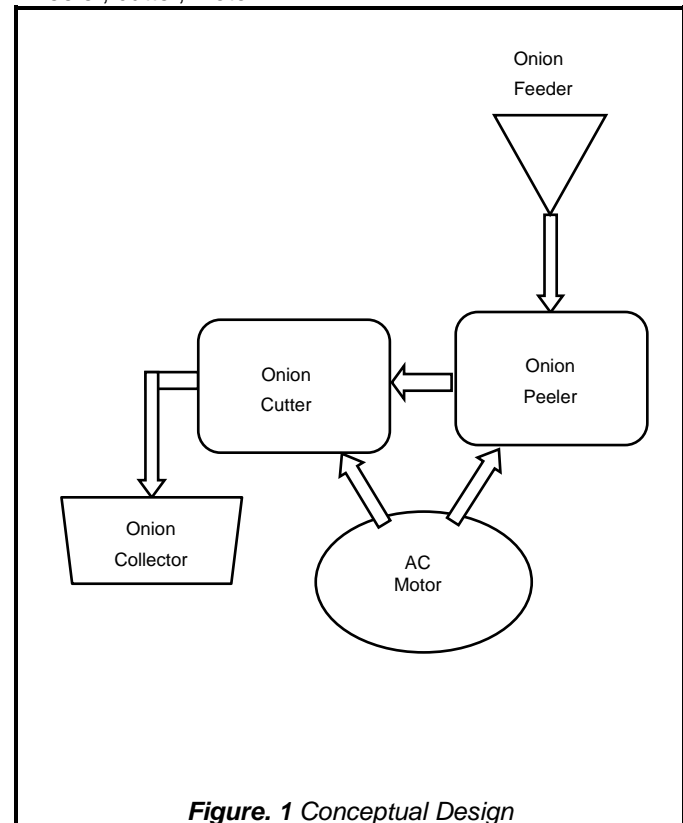 Onion
Feeder
Onion
Peeler
Onion
Cutter
Onion
Collector
AC
Motor
Figure. 1 Conceptual Design